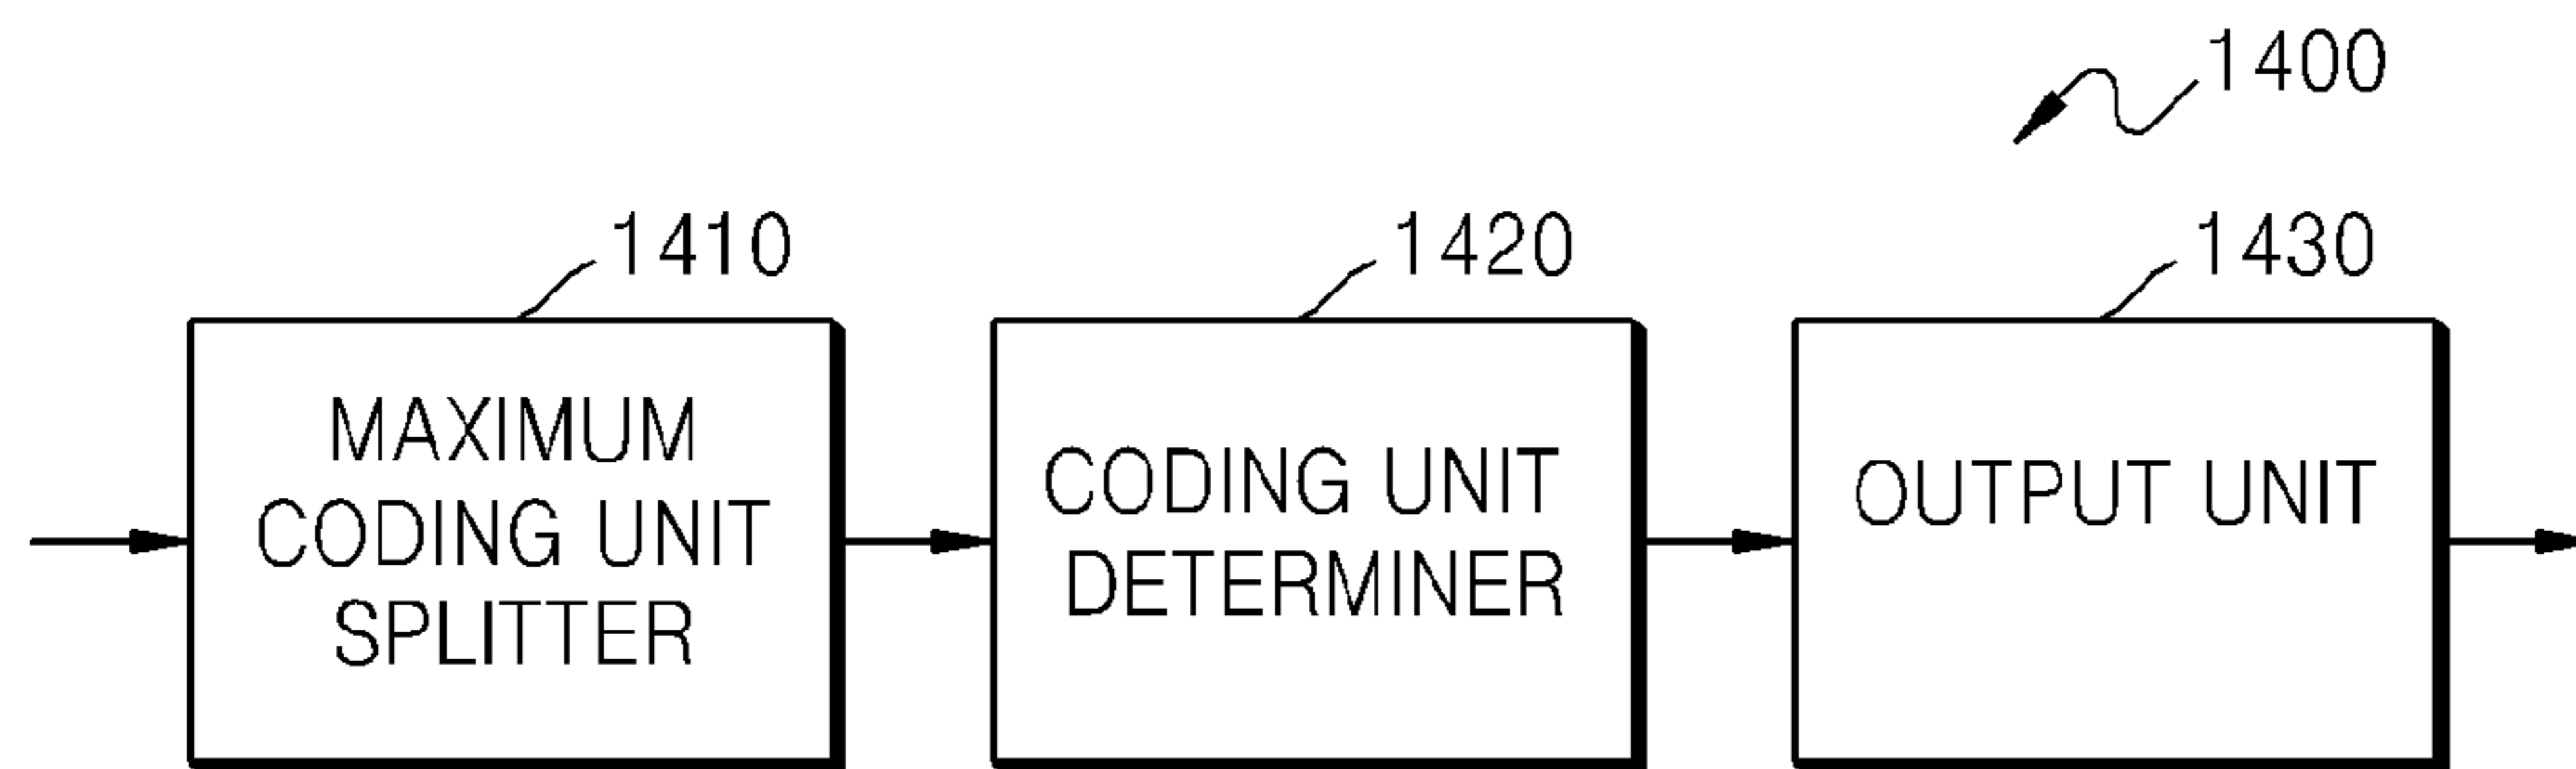 1400
1410
1420
1430
MAXIMUM
CODING UNIT
SPLITTER
CODING UNIT
DETERMINER
OUTPUT UNIT